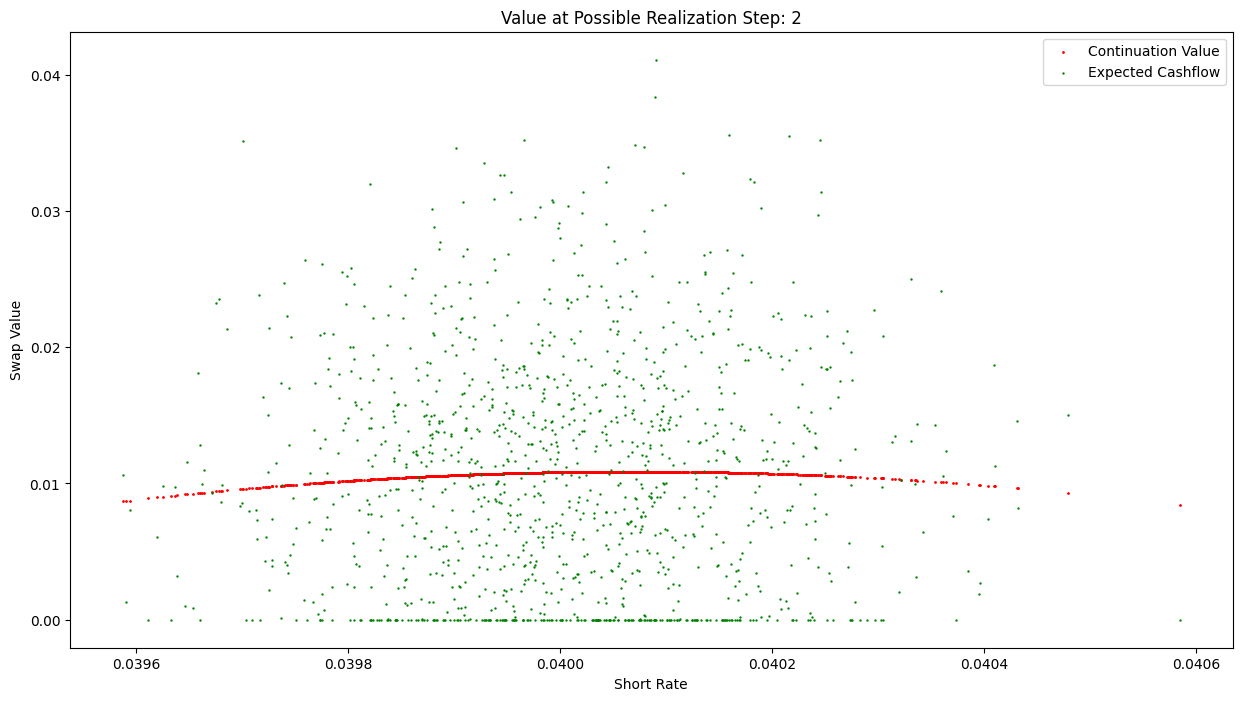 Value at Possible Realization Step: 2
Continuation Value
Expected Cashflow
0.04
0.03
0.02
0.01
0.00
Swap Value
0.0396
0.0398
0.0400
0.0402
0.0404
0.0406
Short Rate